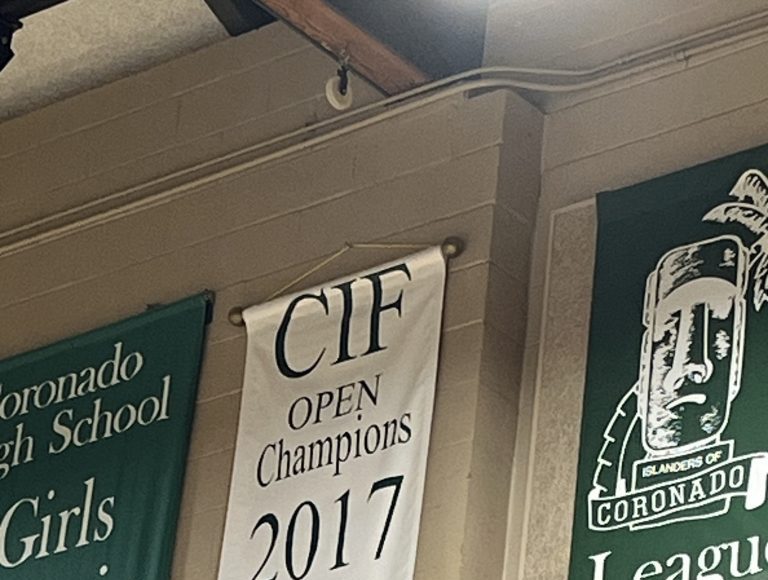 oronado
gh School
Girls
CIF
OPEN
Champions
2017
ISLANDERS OF
CORONADO
League